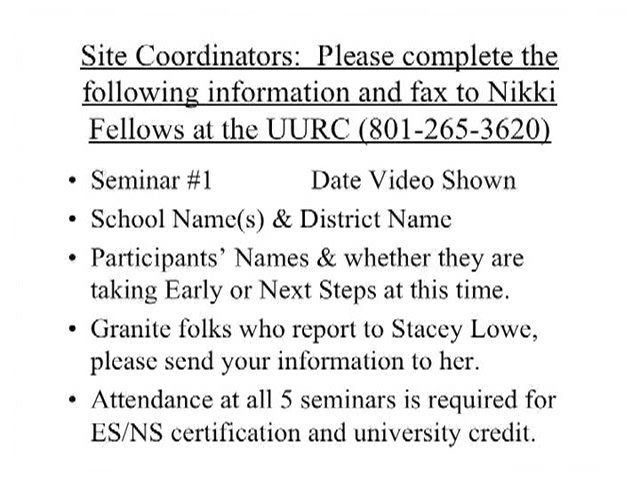 Site Coordinators: Please complete the
following information and fax to Nikki
Fellows at the UURC (801-265-3620)
• Seminar #1 Date Video Shown
• School Name(s) & District Name
• Participants’ Names & whether they are
taking Early or Next Steps at this time.
• Granite folks who report to Stacey Lowe,
please send your information to her.
• Attendance at all 5 seminars is required for
ES/NS certification and university credit.